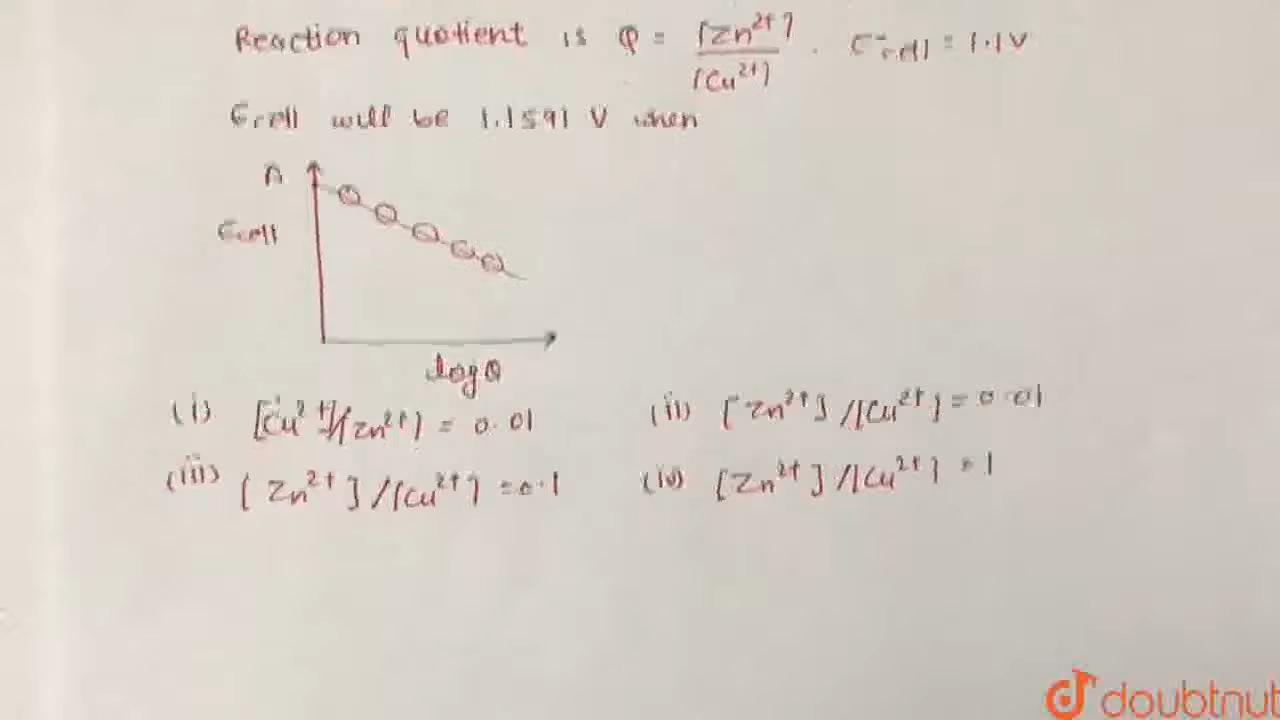 Reaction quotient is Q = [Zn²⁺] / [Cu²⁺] . E°cell = 1.1V
Ecell will be 1.1591 V when
Ecell
log Q
(i) [Cu²⁺]/[Zn²⁺] = 0.01 (ii) [Zn²⁺]/[Cu²⁺] = 0.01
(iii) [Zn²⁺]/[Cu²⁺] = 0.1 (iv) [Zn²⁺]/[Cu²⁺] = 1
doubtnut